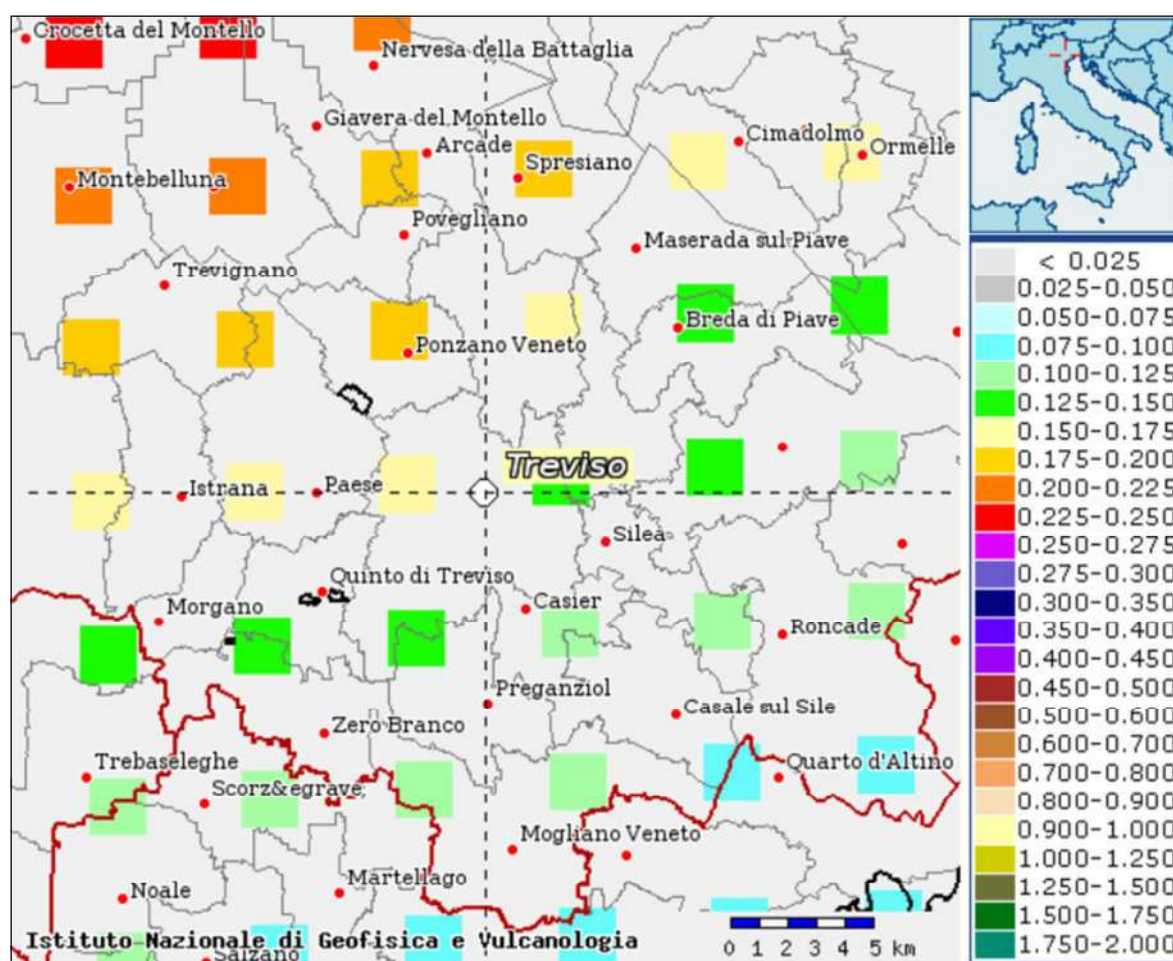 Crocetta del Montello
Nervesa della Battaglia
Giavera del Montello
Cimadolmo
Arcade
Ormelle
Spresiano
Montebelluna
Povegliano
Maserada sul Piave
Trevignano
Breda di Piave
Ponzano Veneto
Treviso
Istrana
Paese
Silea
Quinto di Treviso
Morgano
Casier
Roncade
Preganziol
Casale sul Sile
Zero Branco
Trebaseleghe
Quarto d'Altino
Scorz&egrave;
Mogliano Veneto
Martellago
Noale
Istituto Nazionale di Geofisica e Vulcanologia
Salzano
0 1 2 3 4 5 km
< 0.025
0.025-0.050
0.050-0.075
0.075-0.100
0.100-0.125
0.125-0.150
0.150-0.175
0.175-0.200
0.200-0.225
0.225-0.250
0.250-0.275
0.275-0.300
0.300-0.350
0.350-0.400
0.400-0.450
0.450-0.500
0.500-0.600
0.600-0.700
0.700-0.800
0.800-0.900
0.900-1.000
1.000-1.250
1.250-1.500
1.500-1.750
1.750-2.000